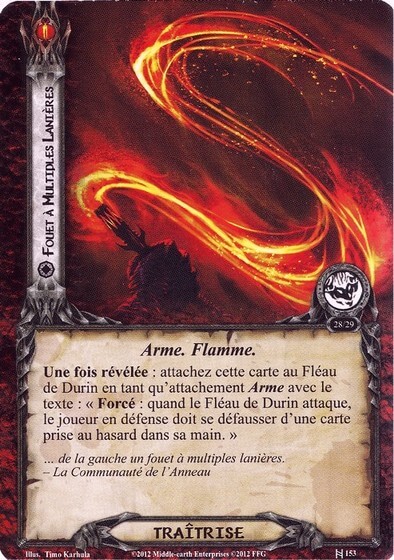 Fouet à Multiples Lanières
28/29
Arme. Flamme.
Une fois révélée : attachez cette carte au Fléau
de Durin en tant qu'attachement Arme avec le
texte : « Forcé : quand le Fléau de Durin attaque,
le joueur en défense doit se défausser d'une carte
prise au hasard dans sa main. »
… de la gauche un fouet à multiples lanières.
– La Communauté de l'Anneau
TRAÎTRISE
Illus. Timo Karhula
©2012 Middle-earth Enterprises ©2012 FFG
153